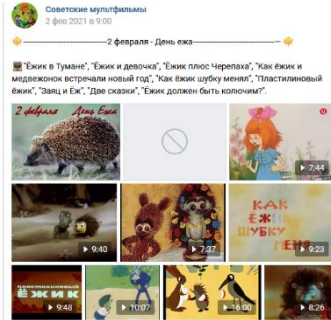 Советские мультфильмы
2 фев 2021 в 9:00
2 февраля - День ежа
"Ёжик в Тумане", "Ёжик и девочка", "Ёжик плюс Черепаха", "Как ёжик и
медвежонок встречали новый год", "Как ёжик шубку менял", "Пластилиновый
ёжик", "Заяц и Ёж", "Две сказки", "Ёжик должен быть колючим?".
2 февраля День Ежа
7:44
9:40
7:37
КАК
ЁЖИК
ШУБКУ
МЕНЯЛ
9:23
ПЛАСТИЛИНОВЫЙ
ЁЖИК
9:48
10:07
16:00
8:26